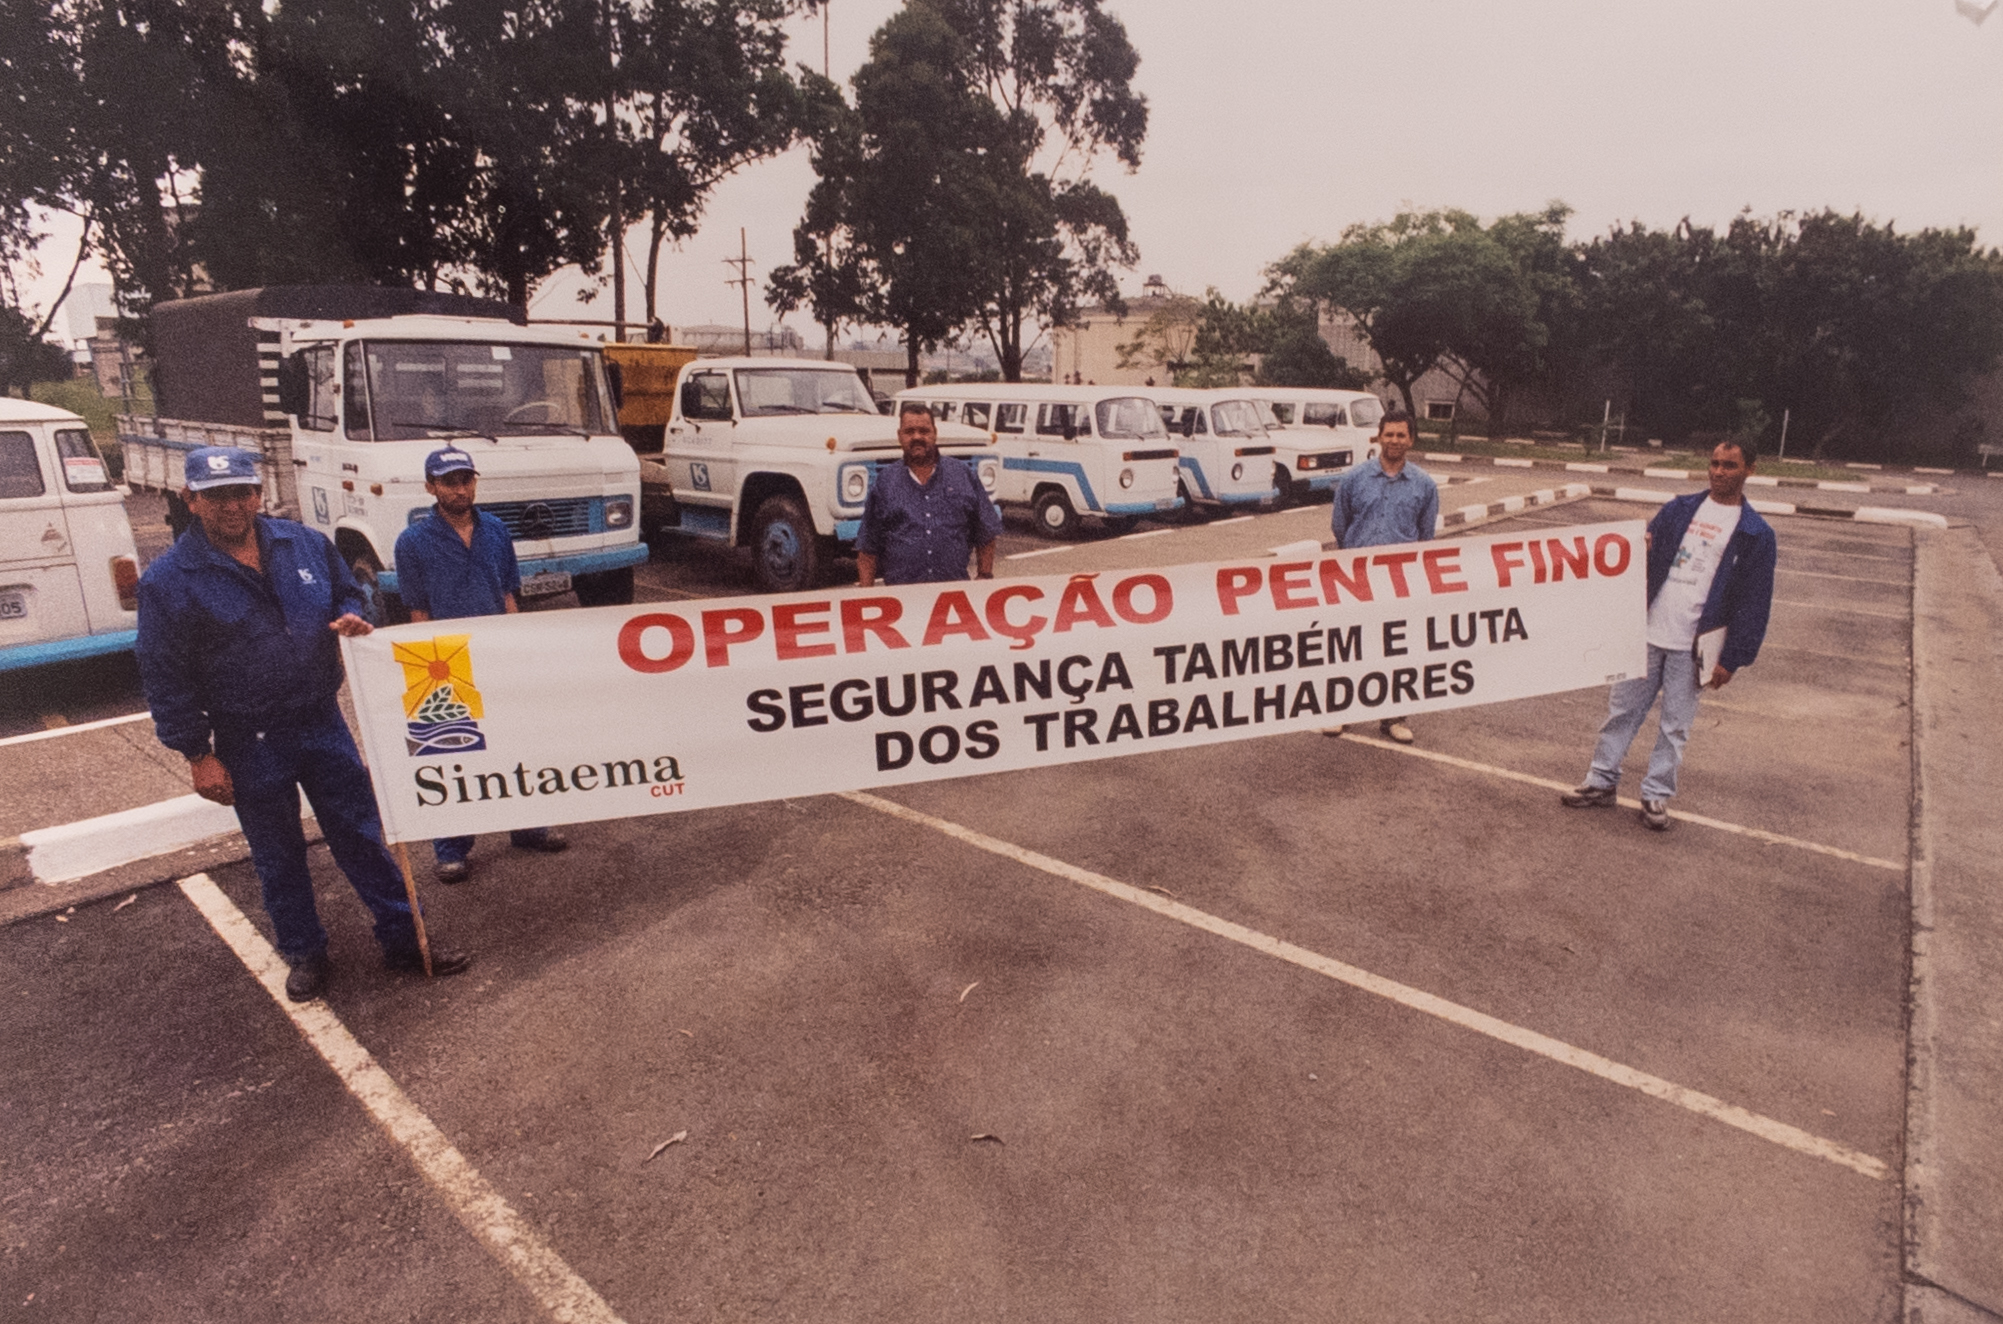 OPERAÇÃO PENTE FINO
SEGURANÇA TAMBÉM E LUTA
DOS TRABALHADORES
Sintaema
CUT